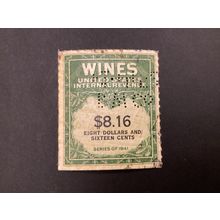 WINES
UNITED STATES
INTERNAL REVENUE
$8.16
EIGHT DOLLARS AND
SIXTEEN CENTS
SERIES OF 1941